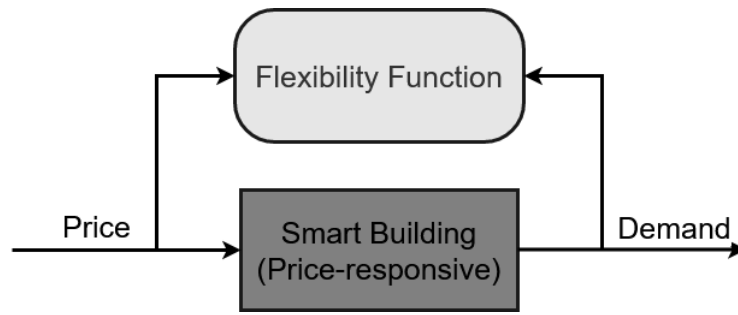 Flexibility Function
Price
Smart Building
(Price-responsive)
Demand